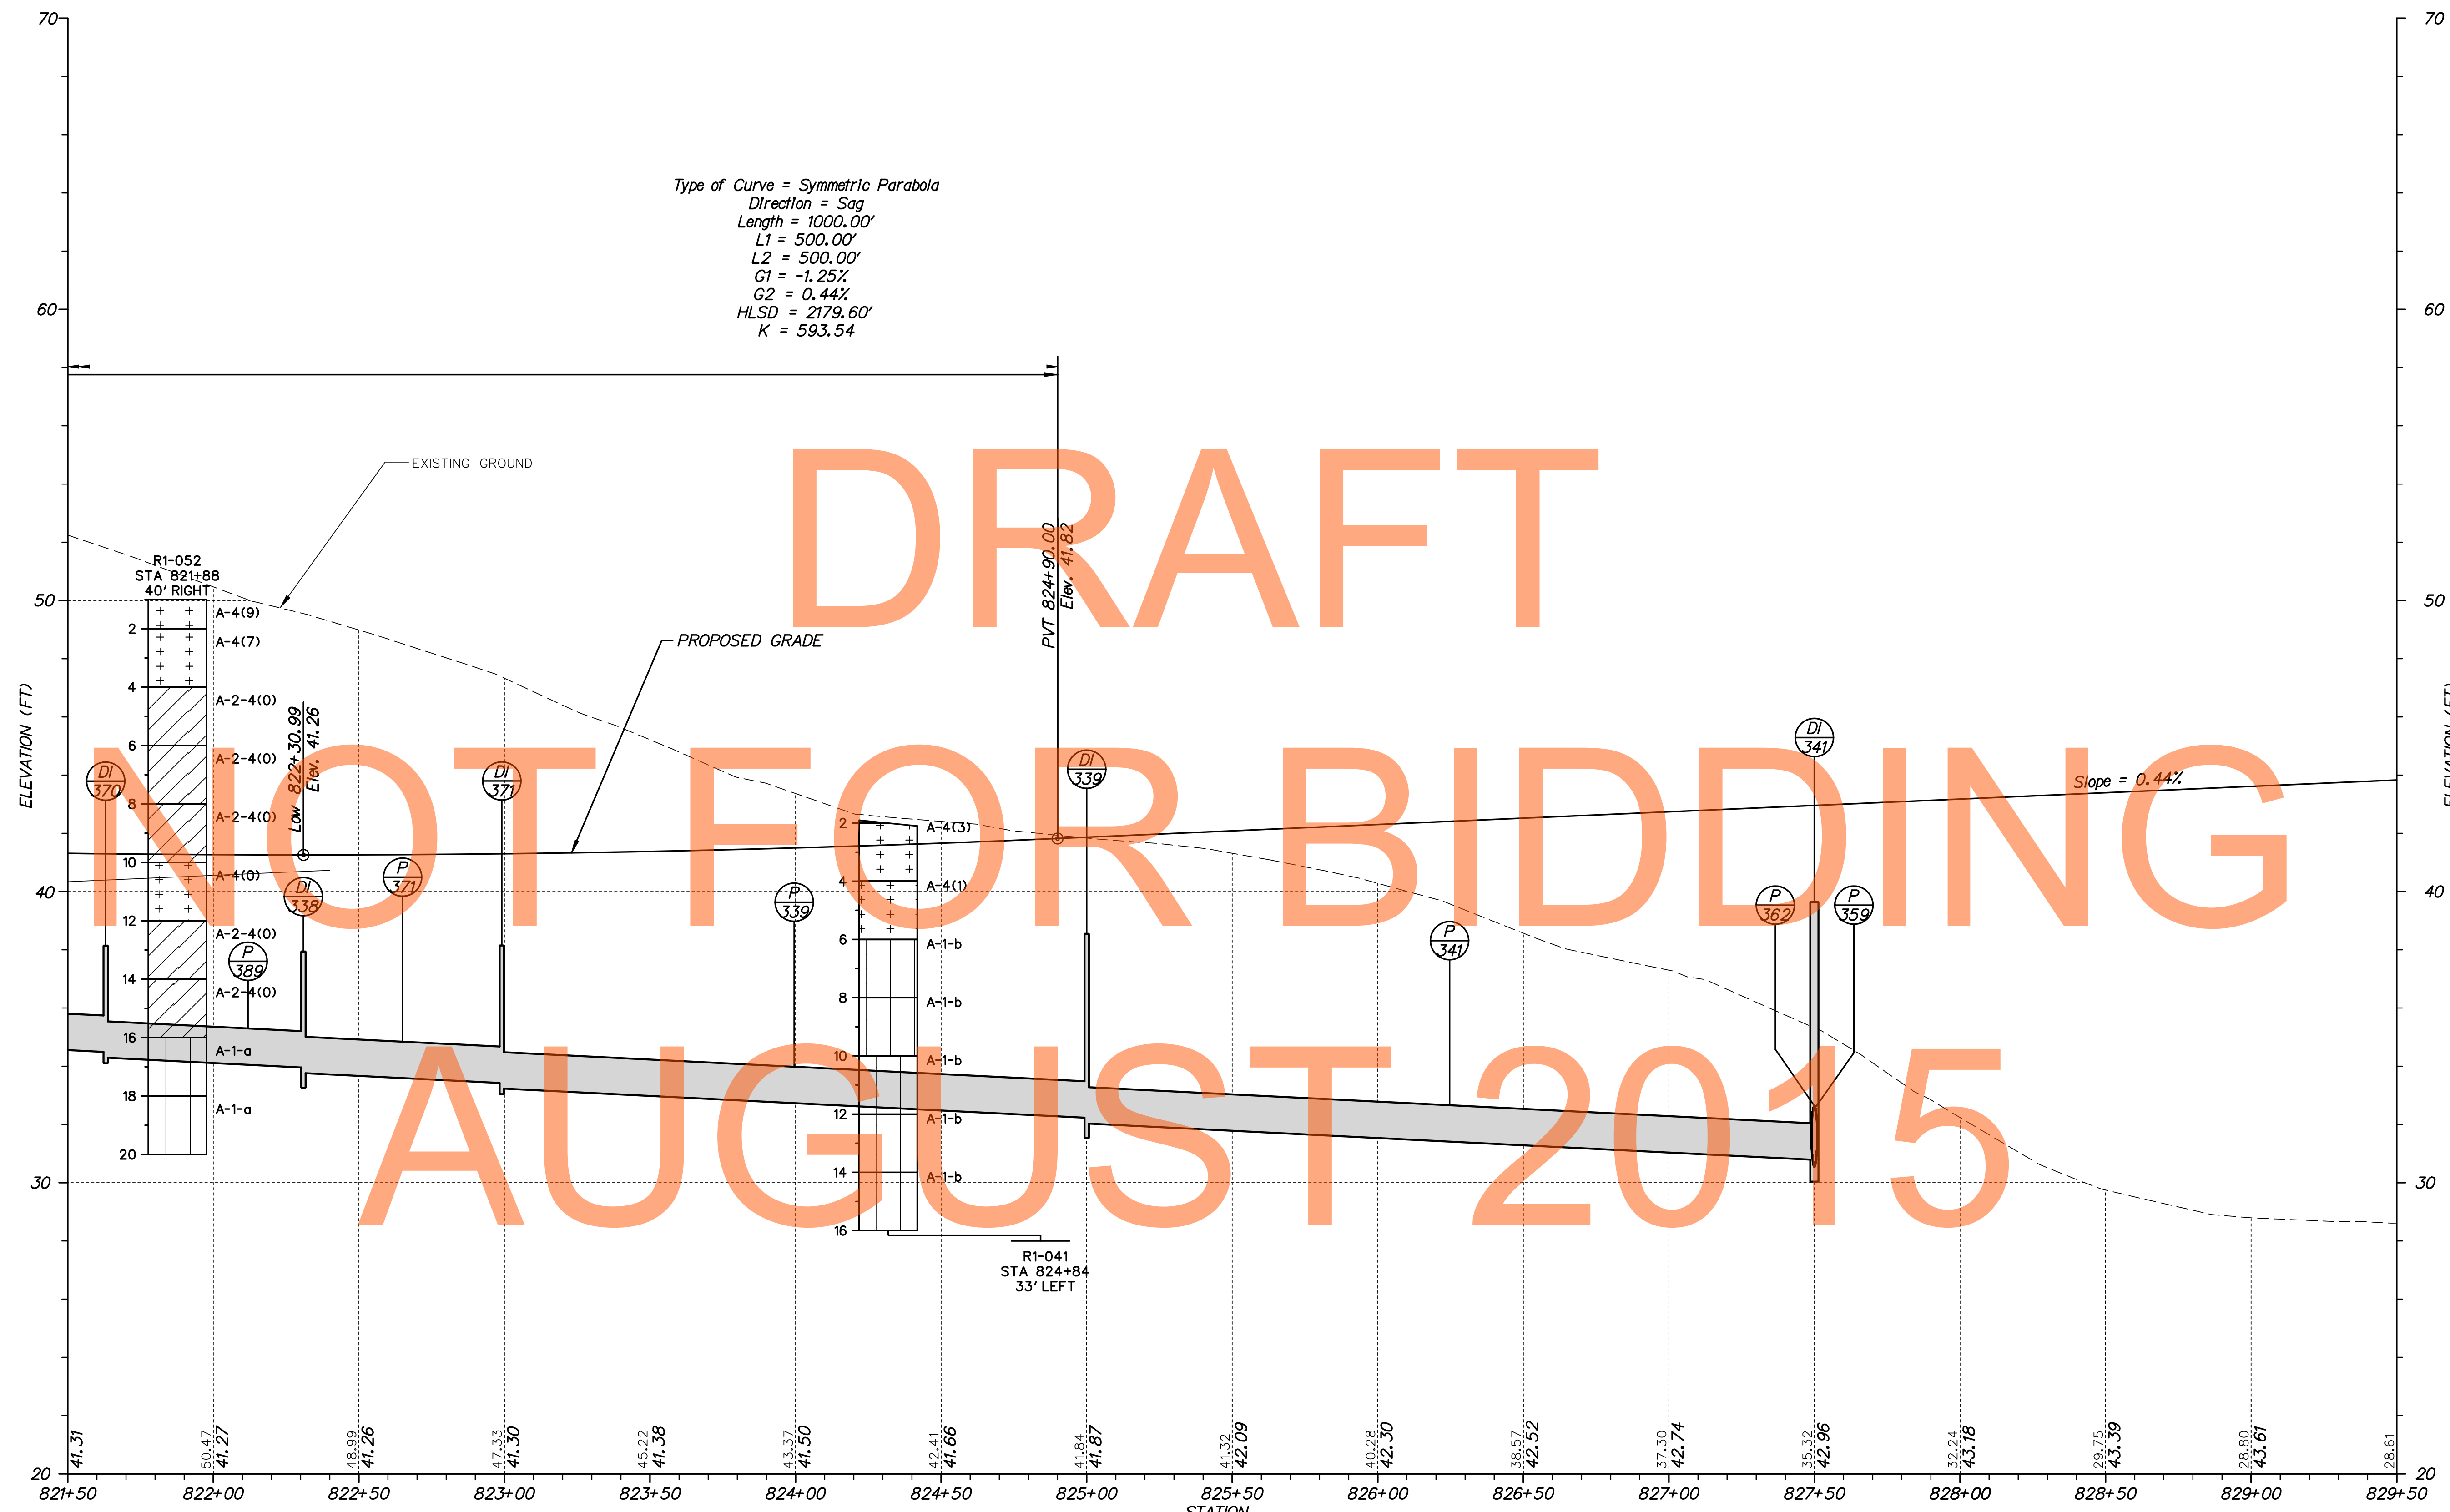 70
70
Type of Curve = Symmetric Parabola
Direction = Sag
Length = 1000.00'
L1 = 500.00'
L2 = 500.00'
G1 = -1.25%
G2 = 0.44%
HLSD = 2179.60'
K = 593.54
60
60
EXISTING GROUND
DRAFT
PVT 824+90.00
Elev. 41.82
R1-052
STA 821+88
40' RIGHT
50
50
A-4(9)
2
A-4(7)
PROPOSED GRADE
4
A-2-4(0)
6
A-2-4(0)
8
A-2-4(0)
10
A-4(0)
12
A-2-4(0)
14
A-2-4(0)
16
A-1-a
18
A-1-a
20
Low 822+30.99
Elev. 41.26
ELEVATION (FT)
ELEVATION (FT)
NOT FOR BIDDING
DI
370
DI
371
DI
339
DI
341
Slope = 0.44%
DI
338
P
371
P
339
P
389
P
341
P
362
P
359
40
40
2
A-4(3)
4
A-4(1)
6
A-1-b
8
A-1-b
10
A-1-b
12
A-1-b
14
A-1-b
16
R1-041
STA 824+84
33' LEFT
AUGUST 2015
30
30
41.31
50.47
41.27
48.99
41.26
47.33
41.30
45.22
41.38
43.37
41.50
42.41
41.66
41.84
41.87
41.32
42.09
40.28
42.30
38.57
42.52
37.30
42.74
35.32
42.96
32.24
43.18
29.75
43.39
28.80
43.61
28.61
20
20
821+50
822+00
822+50
823+00
823+50
824+00
824+50
825+00
825+50
826+00
826+50
827+00
827+50
828+00
828+50
829+00
829+50
STATION